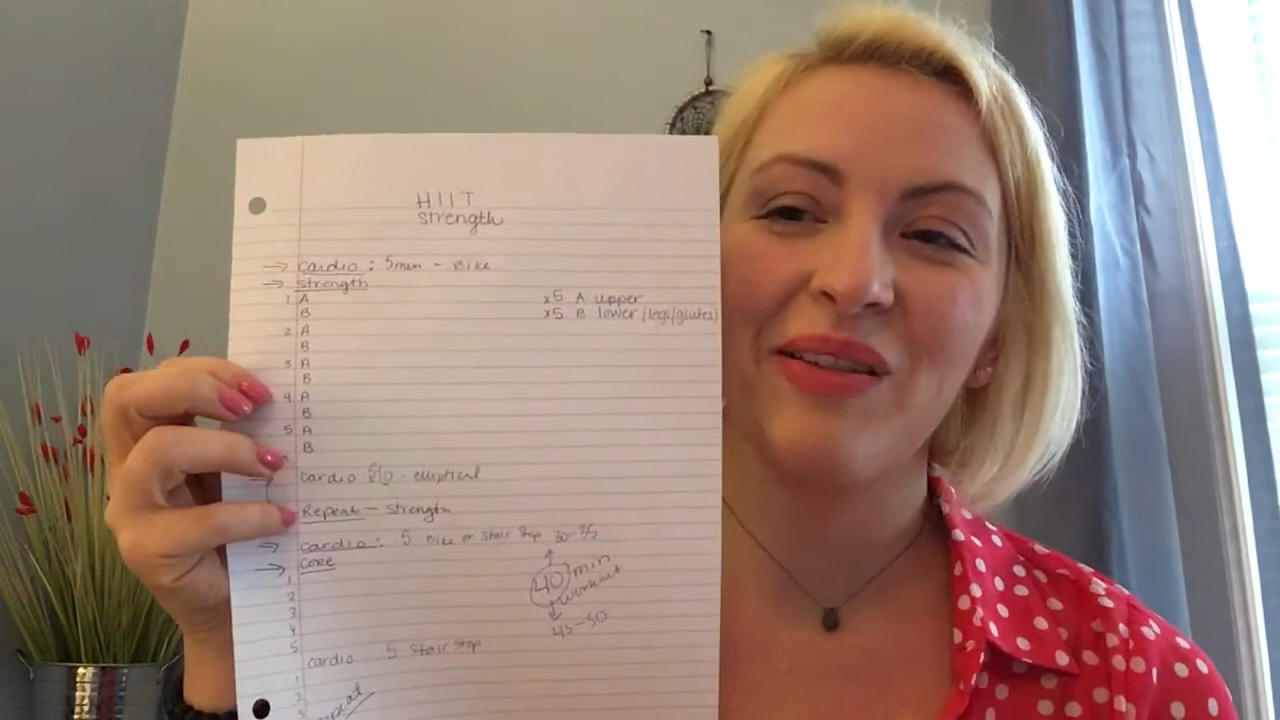 HIIT
strength
→ cardio: 5min - Bike
→ strength
1 A x5 A upper
B x5 B lower (legs/glutes)
2 A
B
3 A
B
4 A
B
5 A
B
cardio - elliptical
Repeat - strength
→ cardio: 5 Bike or stair step 30-35
→ core
40 min
workout
1
2
3
4
45-50
5
cardio 5 stair step
1
2
3